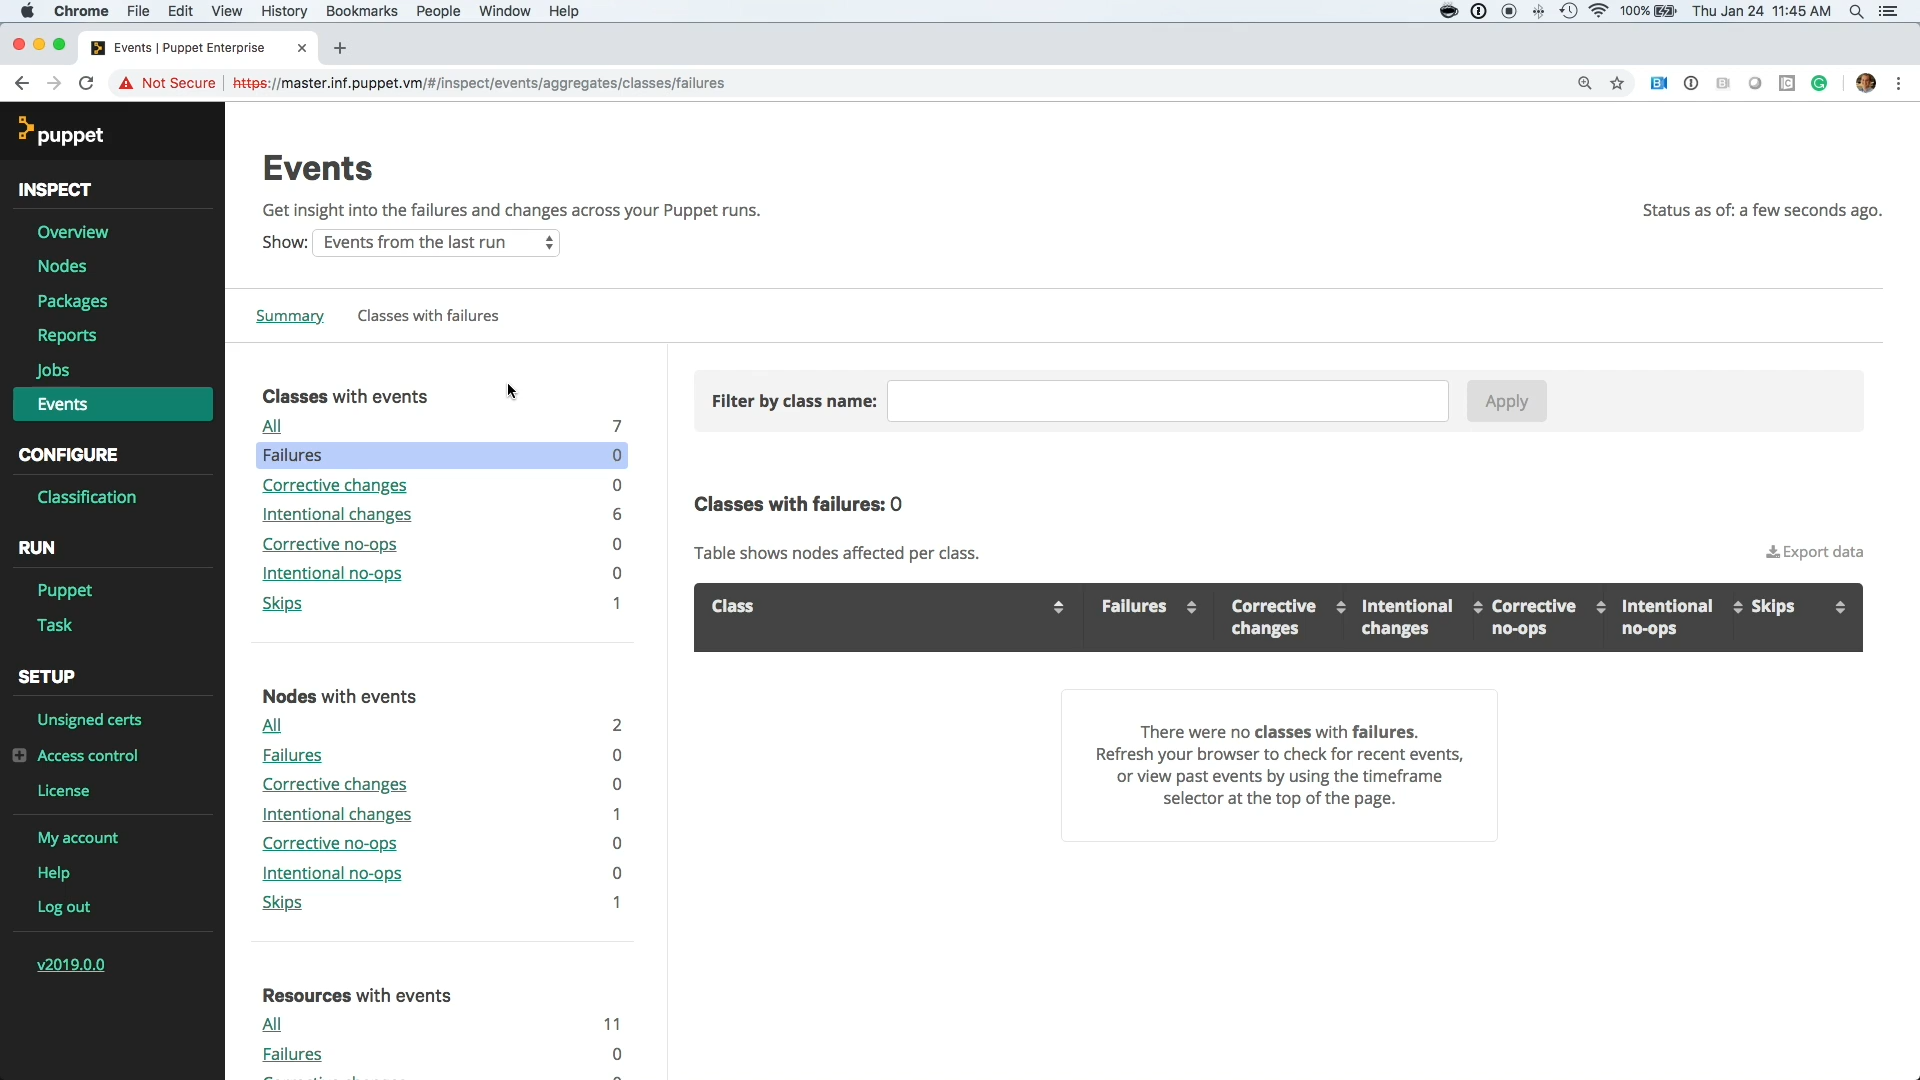 Chrome File Edit View History Bookmarks People Window Help 100% Thu Jan 24 11:45 AM
Events | Puppet Enterprise
Not Secure https://master.inf.puppet.vm/#/inspect/events/aggregates/classes/failures
puppet
INSPECT
Overview
Nodes
Packages
Reports
Jobs
Events
CONFIGURE
Classification
RUN
Puppet
Task
SETUP
Unsigned certs
Access control
License
My account
Help
Log out
v2019.0.0
Events
Get insight into the failures and changes across your Puppet runs.
Status as of: a few seconds ago.
Show: Events from the last run
Summary Classes with failures
Classes with events
All 7
Failures 0
Corrective changes 0
Intentional changes 6
Corrective no-ops 0
Intentional no-ops 0
Skips 1
Nodes with events
All 2
Failures 0
Corrective changes 0
Intentional changes 1
Corrective no-ops 0
Intentional no-ops 0
Skips 1
Resources with events
All 11
Failures 0
Filter by class name: Apply
Classes with failures: 0
Table shows nodes affected per class.
Export data
Class Failures Corrective changes Intentional changes Corrective no-ops Intentional no-ops Skips
There were no classes with failures.
Refresh your browser to check for recent events,
or view past events by using the timeframe
selector at the top of the page.